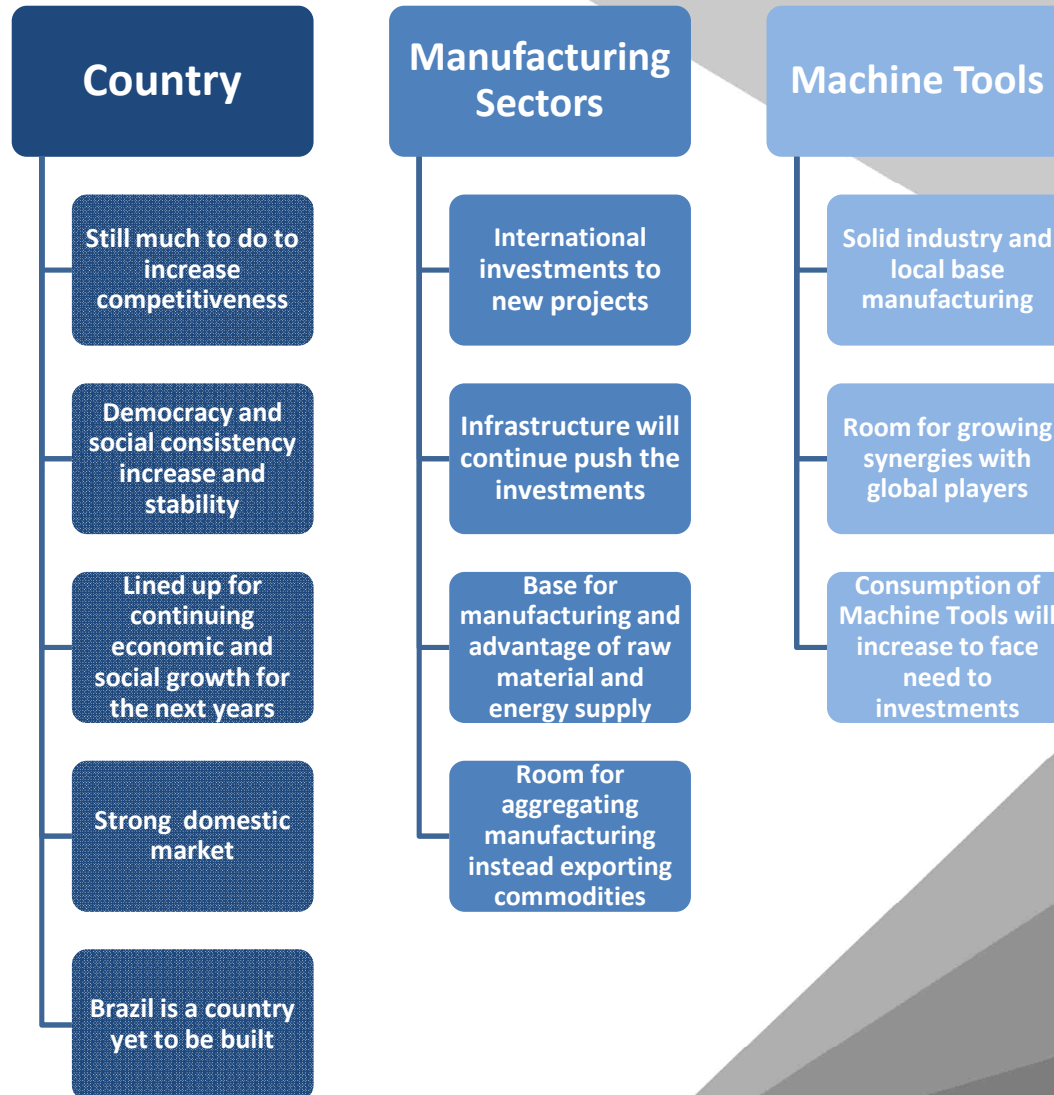 Country
Still much to do to
increase
competitiveness
Democracy and
social consistency
increase and
stability
Lined up for
continuing
economic and
social growth for
the next years
Strong domestic
market
Brazil is a country
yet to be built
Manufacturing
Sectors
International
investments to
new projects
Infrastructure will
continue push the
investments
Base for
manufacturing and
advantage of raw
material and
energy supply
Room for
aggregating
manufacturing
instead exporting
commodities
Machine Tools
Solid industry and
local base
manufacturing
Room for growing
synergies with
global players
Consumption of
Machine Tools will
increase to face
need to
investments